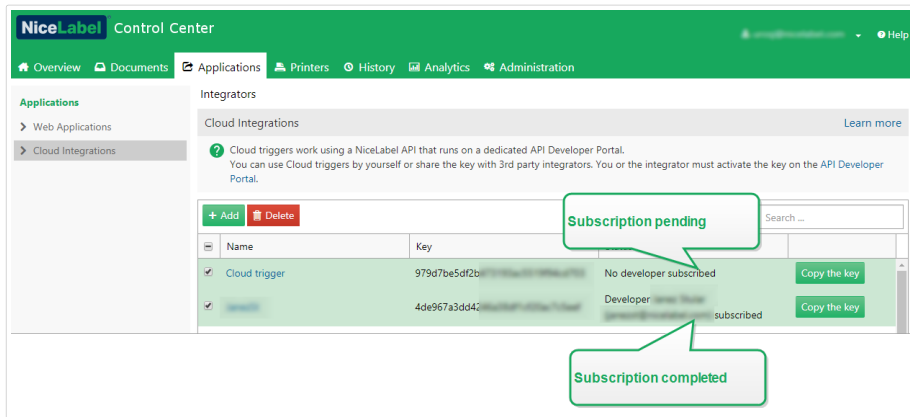 NiceLabel Control Center
Help
Overview Documents Applications Printers History Analytics Administration
Applications
Web Applications
Cloud Integrations
Integrators
Cloud Integrations Learn more
Cloud triggers work using a NiceLabel API that runs on a dedicated API Developer Portal.
You can use Cloud triggers by yourself or share the key with 3rd party integrators. You or the integrator must activate the key on the API Developer
Portal.
+ Add Delete
Subscription pending
Search ...
Name Key
Cloud trigger 979d7be5df2b No developer subscribed Copy the key
4de967a3dd42 Developer
subscribed Copy the key
Subscription completed